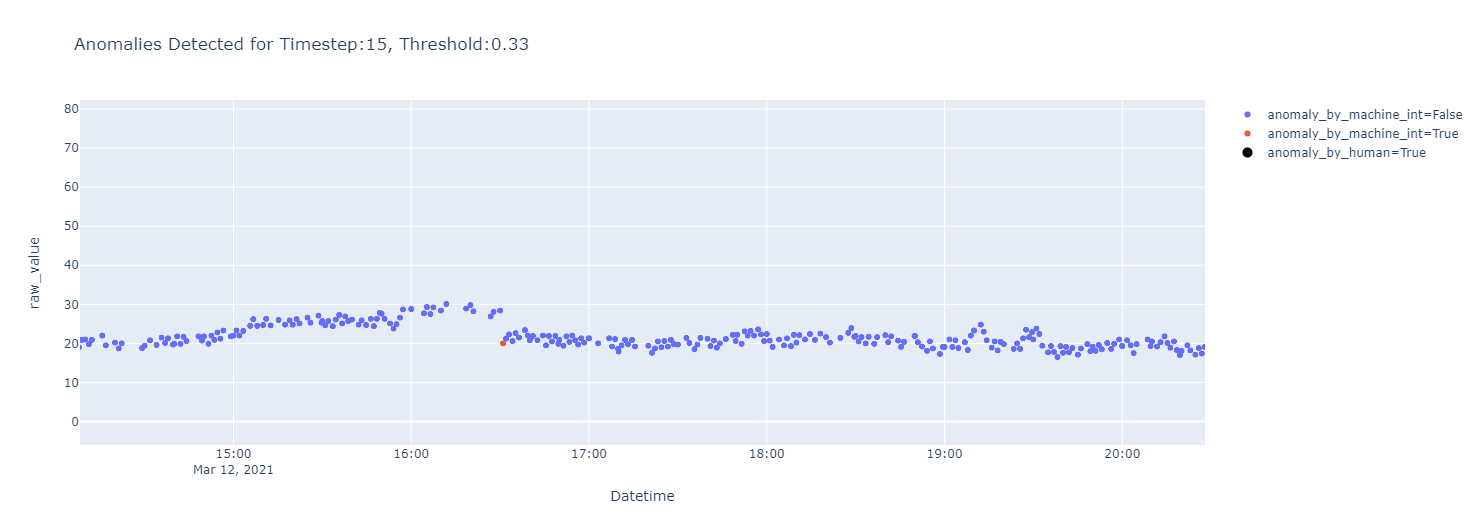 Anomalies Detected for Timestep:15, Threshold:0.33
anomaly_by_machine_int=False
anomaly_by_machine_int=True
anomaly_by_human=True
80
70
60
50
40
30
20
10
0
raw_value
15:00
Mar 12, 2021
16:00
17:00
18:00
19:00
20:00
Datetime